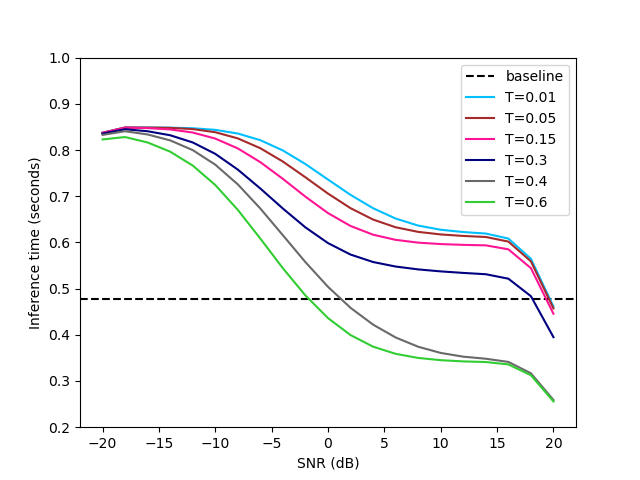 1.0
0.9
0.8
0.7
0.6
0.5
0.4
0.3
0.2
Inference time (seconds)
baseline
T=0.01
T=0.05
T=0.15
T=0.3
T=0.4
T=0.6
−20 −15 −10 −5 0 5 10 15 20
SNR (dB)